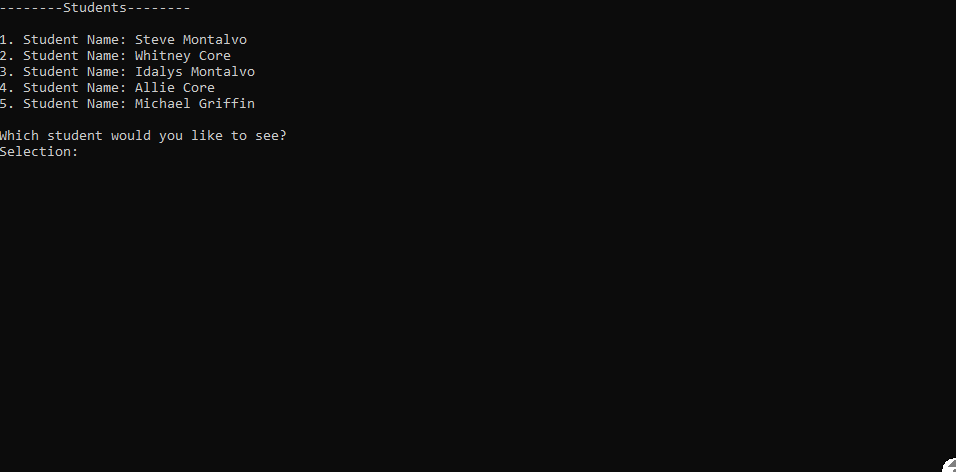 --------Students--------
1. Student Name: Steve Montalvo
2. Student Name: Whitney Core
3. Student Name: Idalys Montalvo
4. Student Name: Allie Core
5. Student Name: Michael Griffin
Which student would you like to see?
Selection: